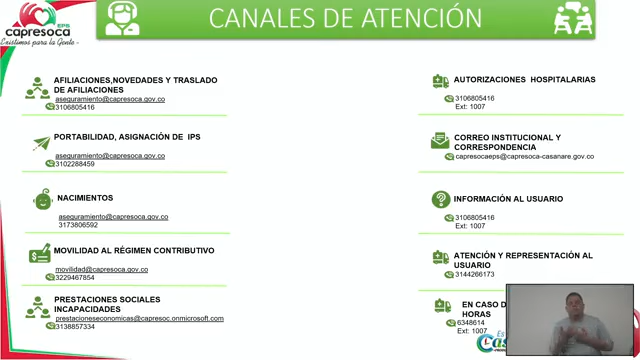 EPS
capresoca
Existimos para la Gente
CANALES DE ATENCIÓN
AFILIACIONES,NOVEDADES Y TRASLADO
DE AFILIACIONES
aseguramiento@capresoca.gov.co
3106805416
PORTABILIDAD, ASIGNACIÓN DE IPS
aseguramiento@capresoca.gov.co
3102288459
NACIMIENTOS
aseguramiento@capresoca.gov.co
3173806592
MOVILIDAD AL RÉGIMEN CONTRIBUTIVO
movilidad@capresoca.gov.co
3229467854
PRESTACIONES SOCIALES
INCAPACIDADES
prestacioneseconomicas@capresoc.onmicrosoft.com
3138857334
AUTORIZACIONES HOSPITALARIAS
3106805416
Ext: 1007
CORREO INSTITUCIONAL Y
CORRESPONDENCIA
capresocaeps@capresoca-casanare.gov.co
INFORMACIÓN AL USUARIO
3106805416
Ext: 1007
ATENCIÓN Y REPRESENTACIÓN AL
USUARIO
3144266173
EN CASO D
HORAS
6348614
Ext: 1007